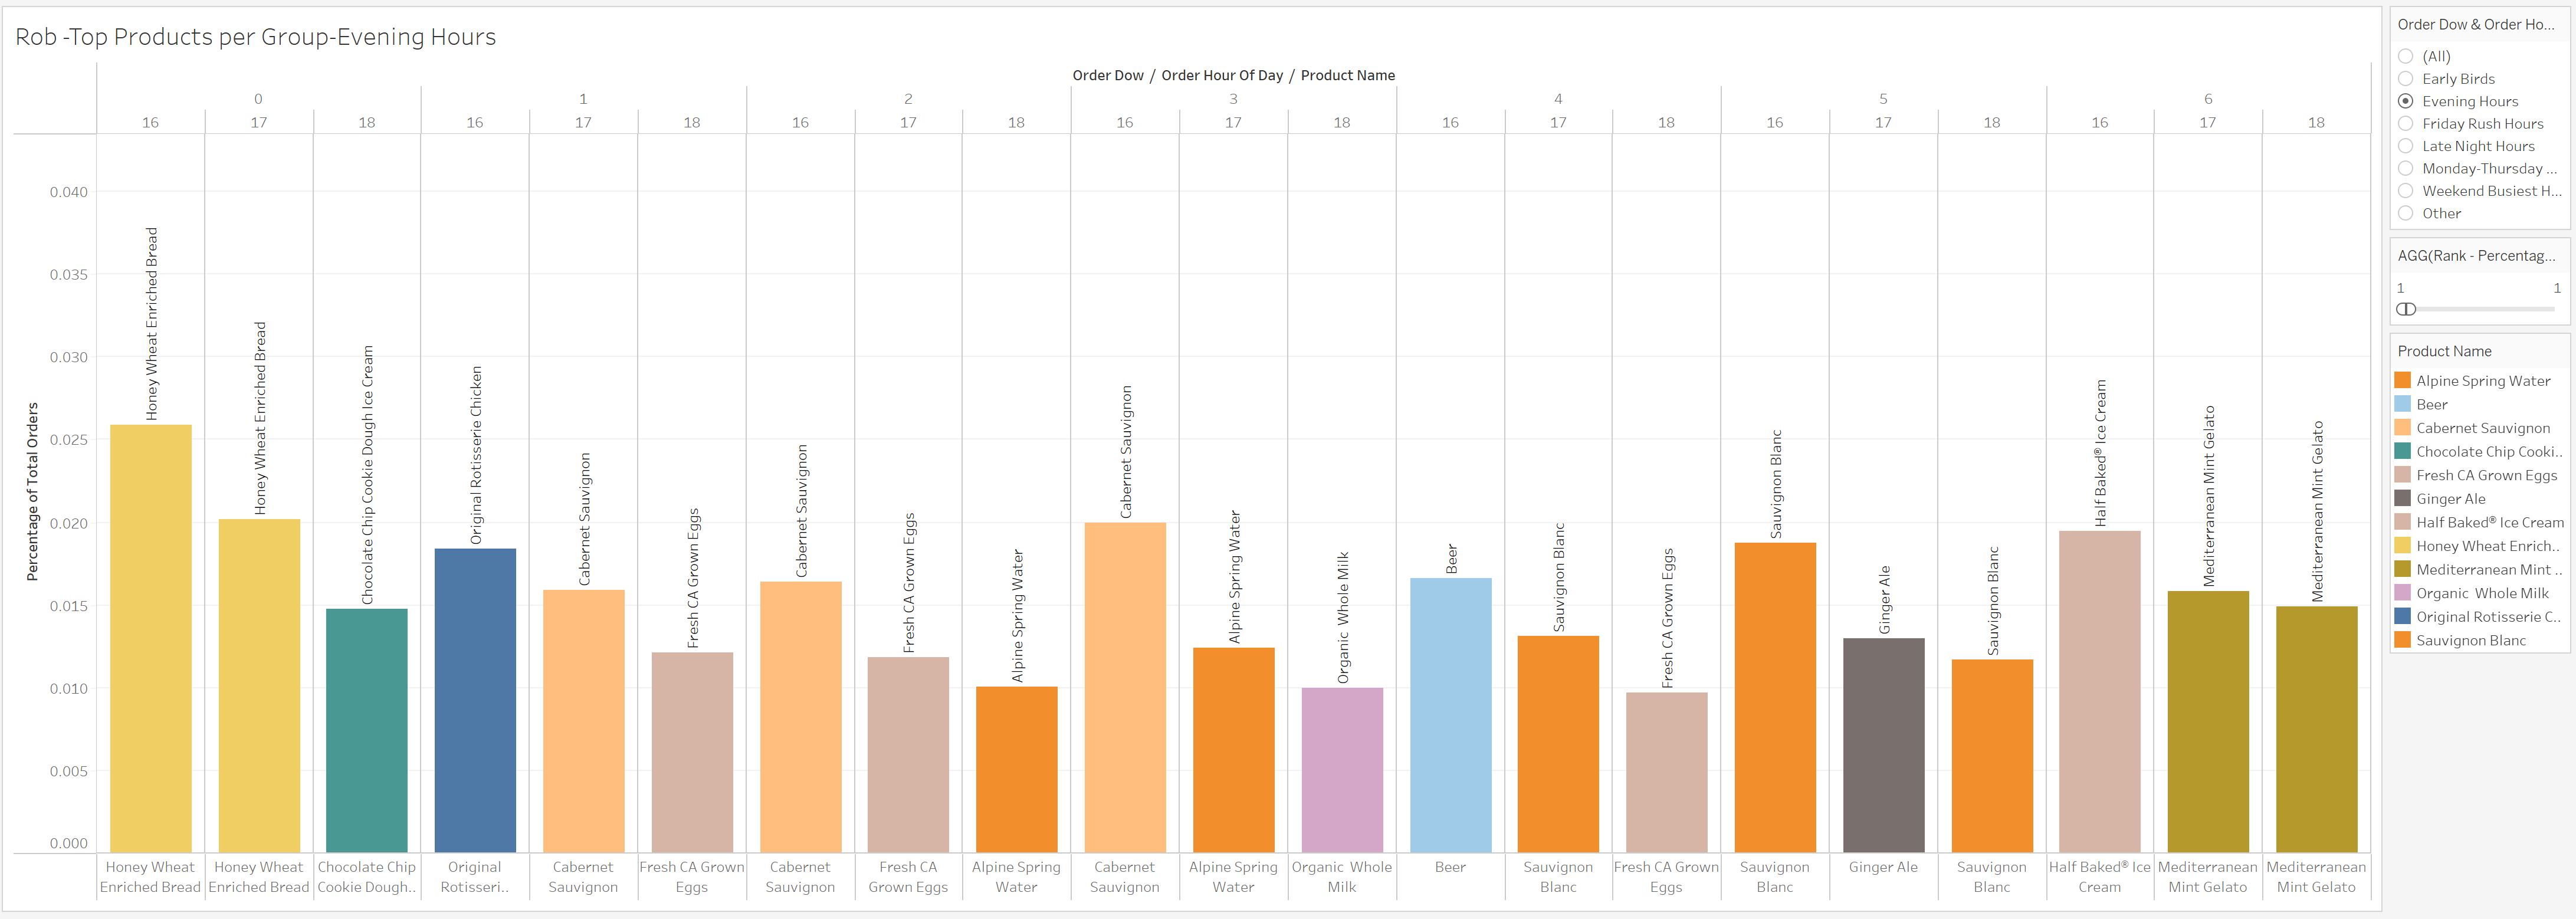 Rob -Top Products per Group-Evening Hours
Order Dow / Order Hour Of Day / Product Name
0 1 2 3 4 5 6
16 17 18 16 17 18 16 17 18 16 17 18 16 17 18 16 17 18 16 17 18
Percentage of Total Orders
0.040
0.035
0.030
0.025
0.020
0.015
0.010
0.005
0.000
Honey Wheat Enriched Bread
Honey Wheat Enriched Bread
Chocolate Chip Cookie Dough Ice Cream
Original Rotisserie Chicken
Cabernet Sauvignon
Fresh CA Grown Eggs
Cabernet Sauvignon
Fresh CA Grown Eggs
Alpine Spring Water
Cabernet Sauvignon
Alpine Spring Water
Organic  Whole Milk
Beer
Sauvignon Blanc
Fresh CA Grown Eggs
Sauvignon Blanc
Ginger Ale
Sauvignon Blanc
Half Baked® Ice Cream
Mediterranean Mint Gelato
Mediterranean Mint Gelato
Honey Wheat
Enriched Bread
Honey Wheat
Enriched Bread
Chocolate Chip
Cookie Dough..
Original
Rotisseri..
Cabernet
Sauvignon
Fresh CA Grown
Eggs
Cabernet
Sauvignon
Fresh CA
Grown Eggs
Alpine Spring
Water
Cabernet
Sauvignon
Alpine Spring
Water
Organic  Whole
Milk
Beer
Sauvignon
Blanc
Fresh CA Grown
Eggs
Sauvignon
Blanc
Ginger Ale
Sauvignon
Blanc
Half Baked® Ice
Cream
Mediterranean
Mint Gelato
Mediterranean
Mint Gelato
Order Dow & Order Ho...
(All)
Early Birds
Evening Hours
Friday Rush Hours
Late Night Hours
Monday-Thursday ...
Weekend Busiest H...
Other
AGG(Rank - Percentag...
1 1
Product Name
Alpine Spring Water
Beer
Cabernet Sauvignon
Chocolate Chip Cooki..
Fresh CA Grown Eggs
Ginger Ale
Half Baked® Ice Cream
Honey Wheat Enrich..
Mediterranean Mint ..
Organic  Whole Milk
Original Rotisserie C..
Sauvignon Blanc